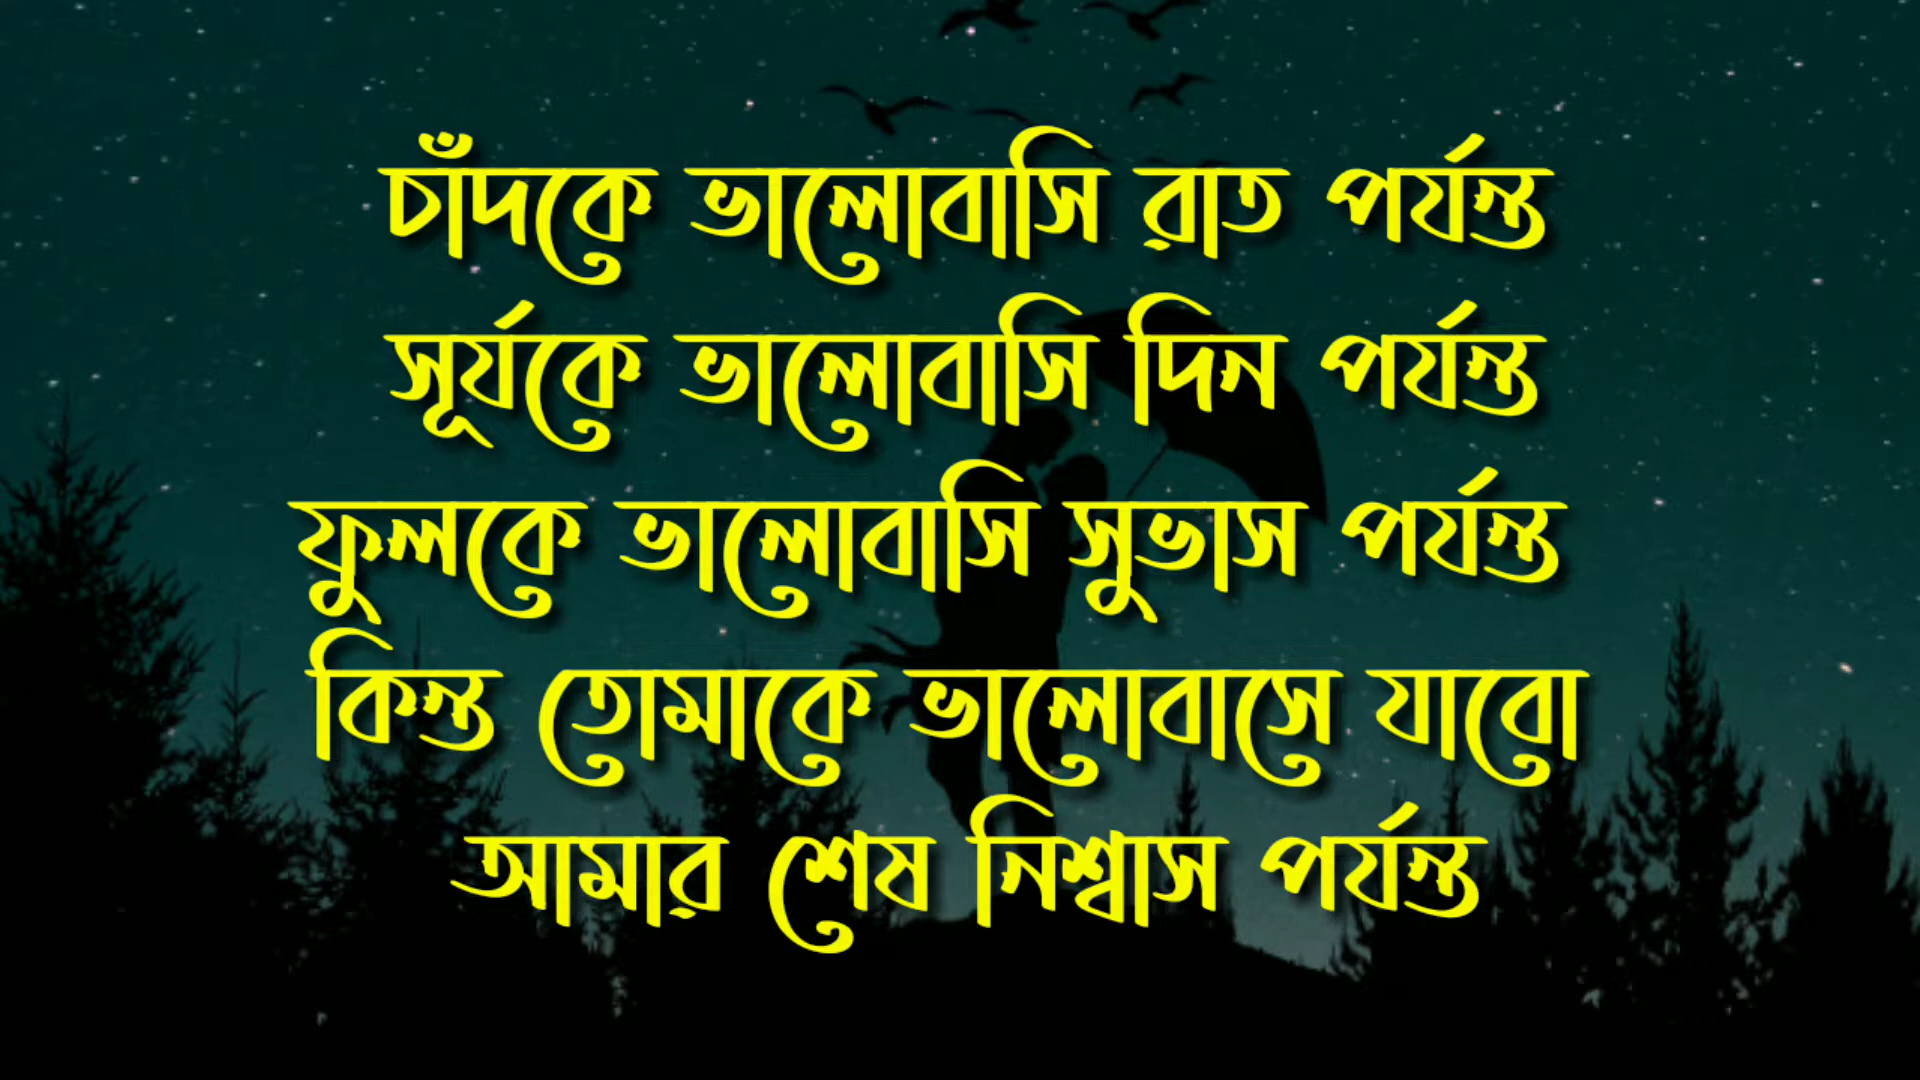 চাঁদকে ভালোবাসি রাত পর্যন্ত
সূর্যকে ভালোবাসি দিন পর্যন্ত
ফুলকে ভালোবাসি সুভাস পর্যন্ত
কিন্ত তোমাকে ভালোবাসে যাবো
আমার শেষ নিশ্বাস পর্যন্ত